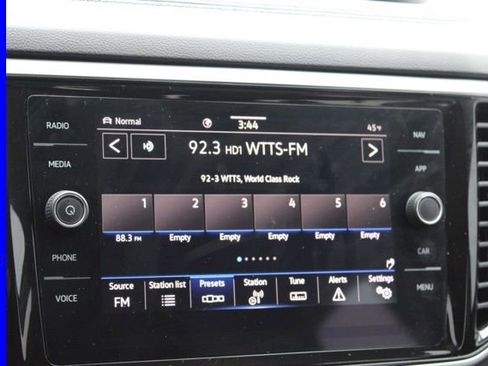 RADIO
MEDIA
PHONE
VOICE
Normal
3:44
45°F
92.3 HD1 WTTS-FM
92-3 WTTS, World Class Rock
1 2 3 4 5 6
88.3 FM Empty Empty Empty Empty Empty
Source Station list Presets Station Tune Alerts Settings
FM
NAV
APP
CAR
MENU